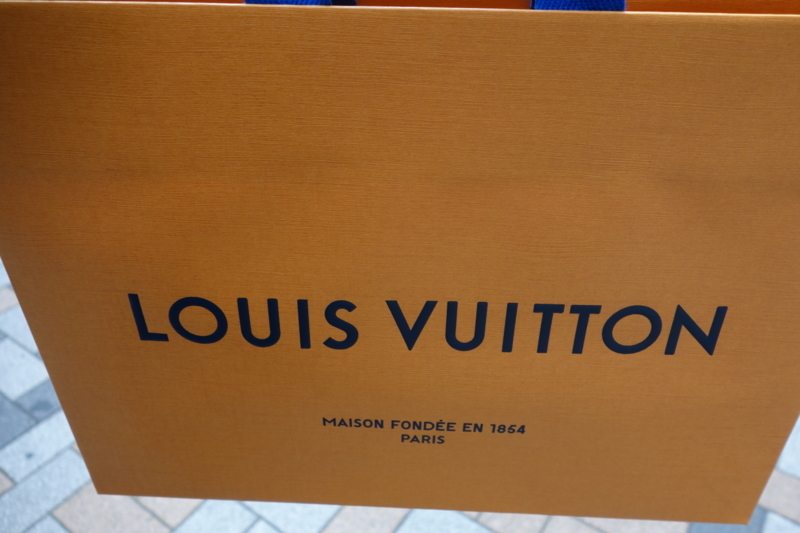 LOUIS VUITTON
MAISON FONDÉE EN 1854
PARIS